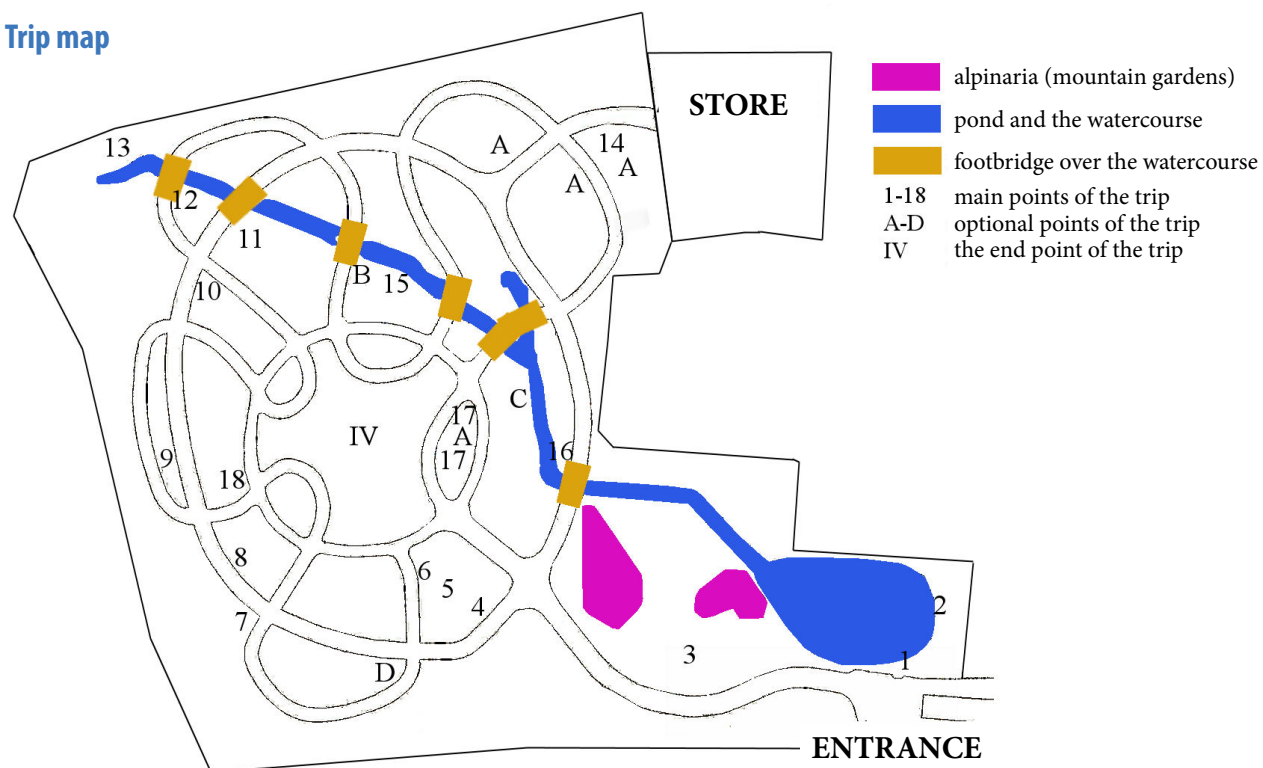 Trip map
STORE
alpinaria (mountain gardens)
pond and the watercourse
footbridge over the watercourse
1-18 main points of the trip
A-D optional points of the trip
IV the end point of the trip
13
A
14
A
A
12
11
B
15
10
C
17
A
17
IV
16
9
18
8
6
5
4
7
D
3
2
1
ENTRANCE